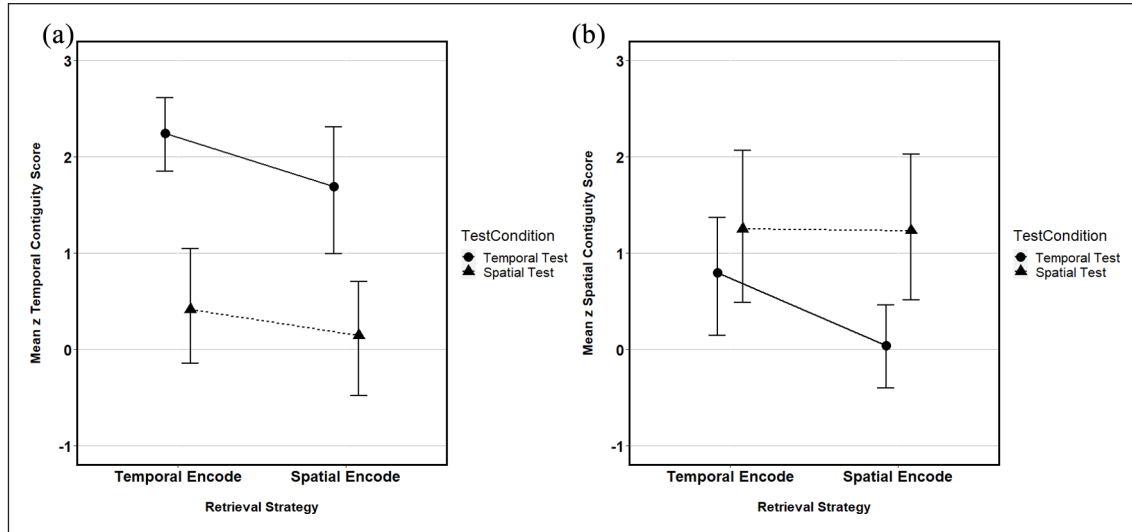 (a)
3
2
1
0
-1
Mean z Temporal Contiguity Score
Temporal Encode Spatial Encode
Retrieval Strategy
TestCondition
Temporal Test
Spatial Test
(b)
3
2
1
0
-1
Mean z Spatial Contiguity Score
Temporal Encode Spatial Encode
Retrieval Strategy
TestCondition
Temporal Test
Spatial Test